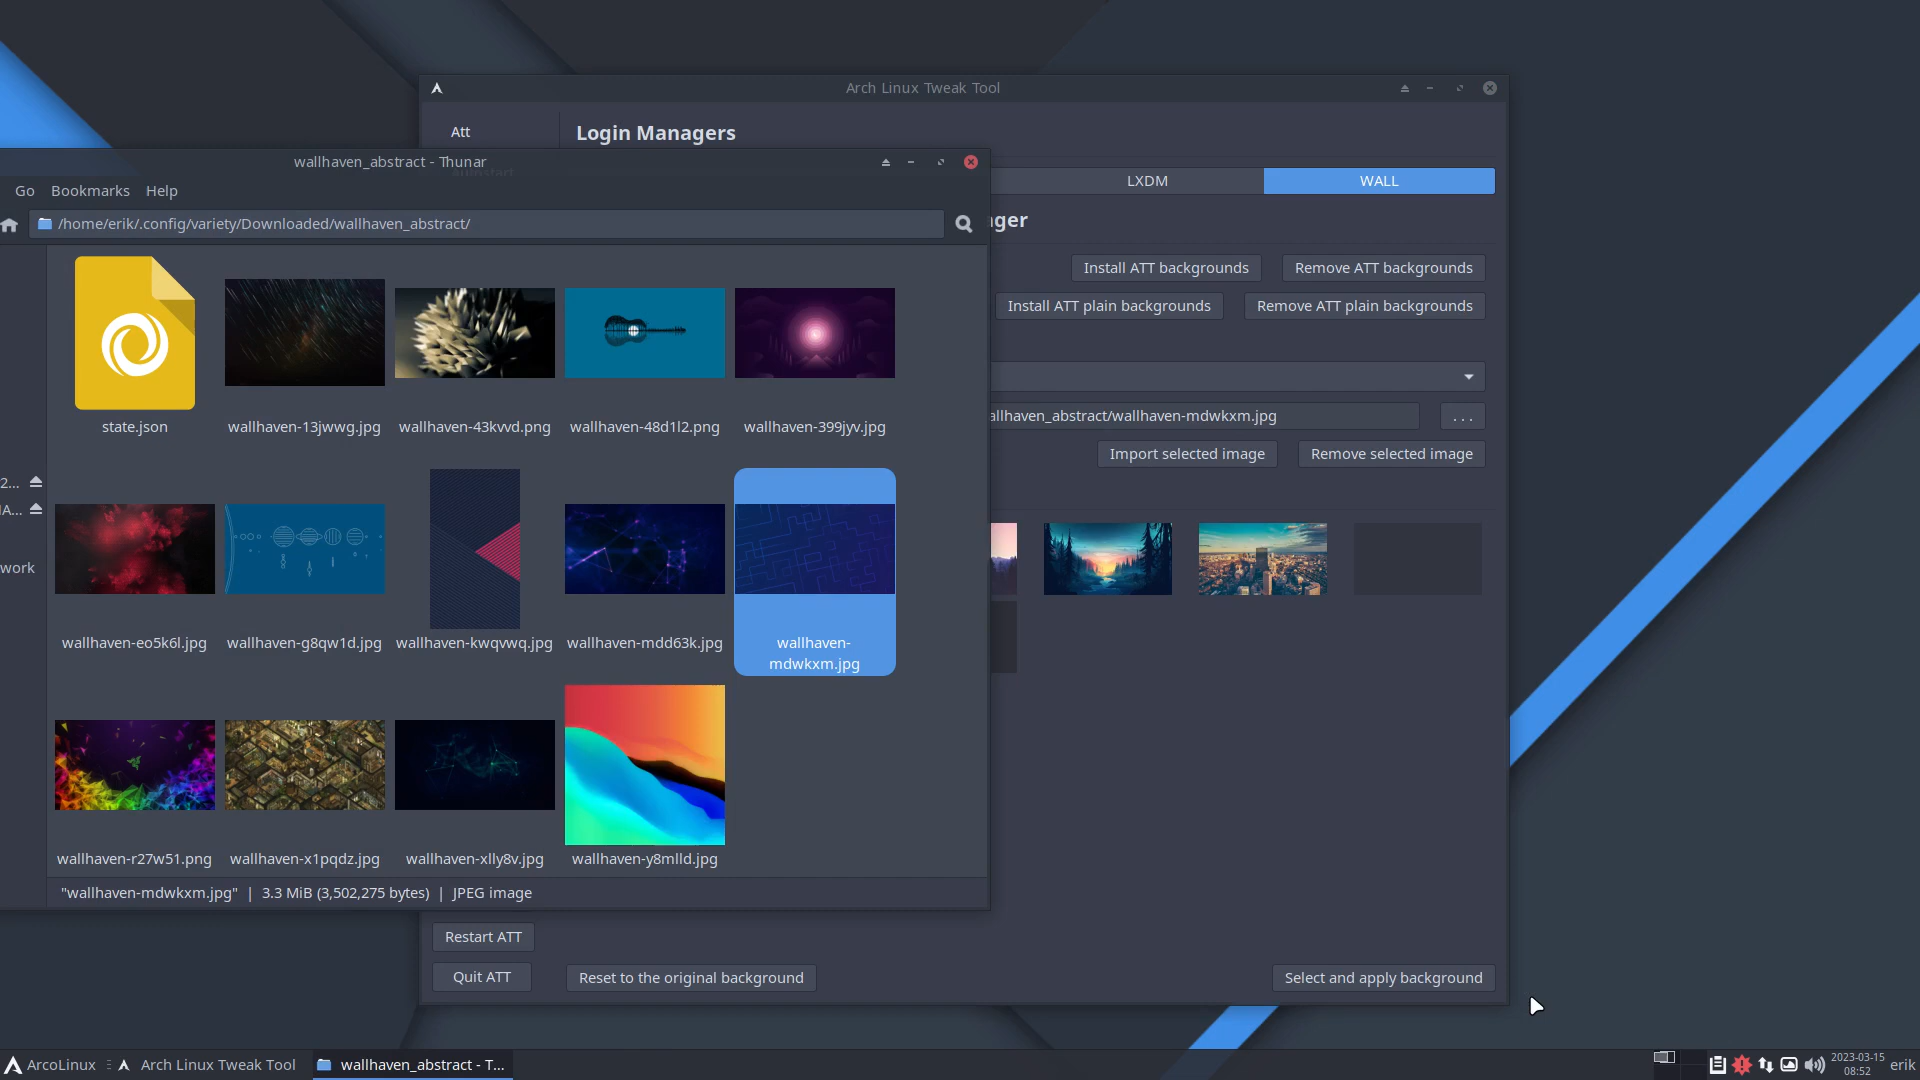 Arch Linux Tweak Tool
Att
Login Managers
wallhaven_abstract - Thunar
Go Bookmarks Help
LXDM
WALL
/home/erik/.config/variety/Downloaded/wallhaven_abstract/
ager
Install ATT backgrounds
Remove ATT backgrounds
Install ATT plain backgrounds
Remove ATT plain backgrounds
allhaven_abstract/wallhaven-mdwkxm.jpg
...
Import selected image
Remove selected image
state.json
wallhaven-13jwwg.jpg
wallhaven-43kvvd.png
wallhaven-48d1l2.png
wallhaven-399jyv.jpg
2...
IA...
work
wallhaven-eo5k6l.jpg
wallhaven-g8qw1d.jpg
wallhaven-kwqvwq.jpg
wallhaven-mdd63k.jpg
wallhaven-
mdwkxm.jpg
wallhaven-r27w51.png
wallhaven-x1pqdz.jpg
wallhaven-xlly8v.jpg
wallhaven-y8mlld.jpg
"wallhaven-mdwkxm.jpg" | 3.3 MiB (3,502,275 bytes) | JPEG image
Restart ATT
Quit ATT
Reset to the original background
Select and apply background
ArcoLinux
Arch Linux Tweak Tool
wallhaven_abstract - T...
2023-03-15
08:52
erik